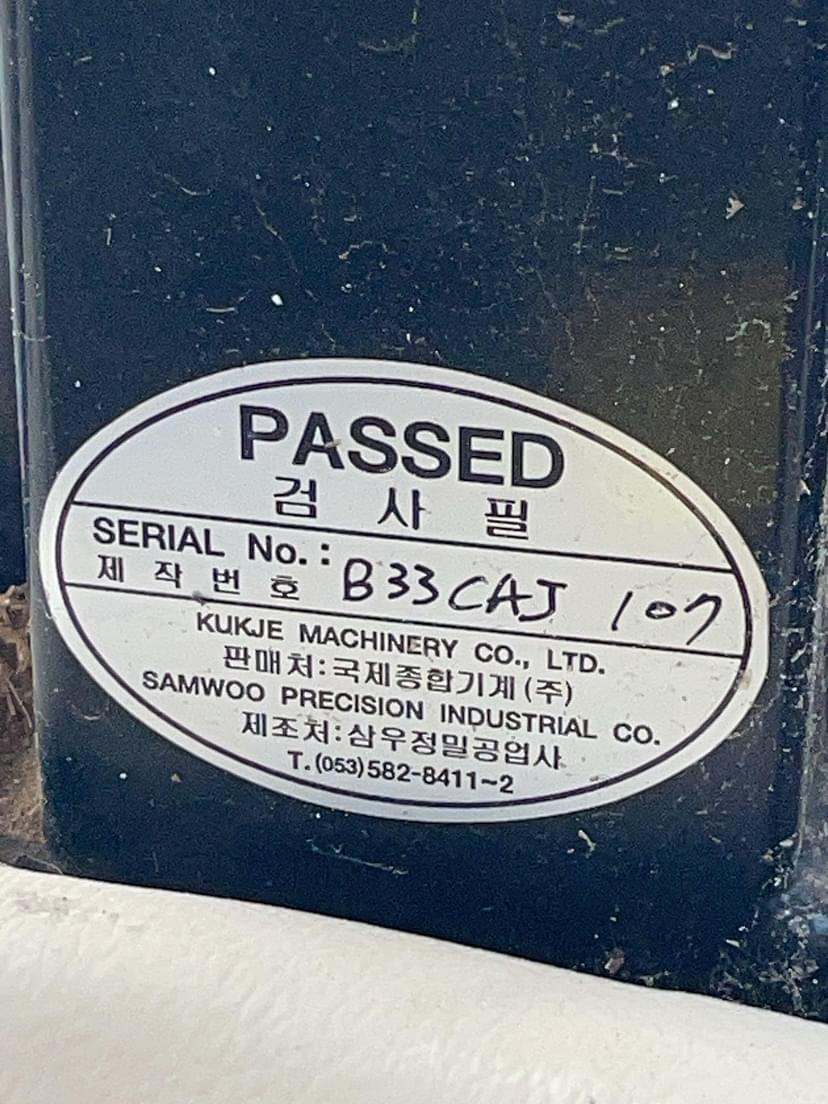 PASSED
검 사 필
SERIAL No.:
제 작 번 호 B33CAJ 107
KUKJE MACHINERY CO., LTD.
판매처:국제종합기계(주)
SAMWOO PRECISION INDUSTRIAL CO.
제조처:삼우정밀공업사
T.(053)582-8411~2